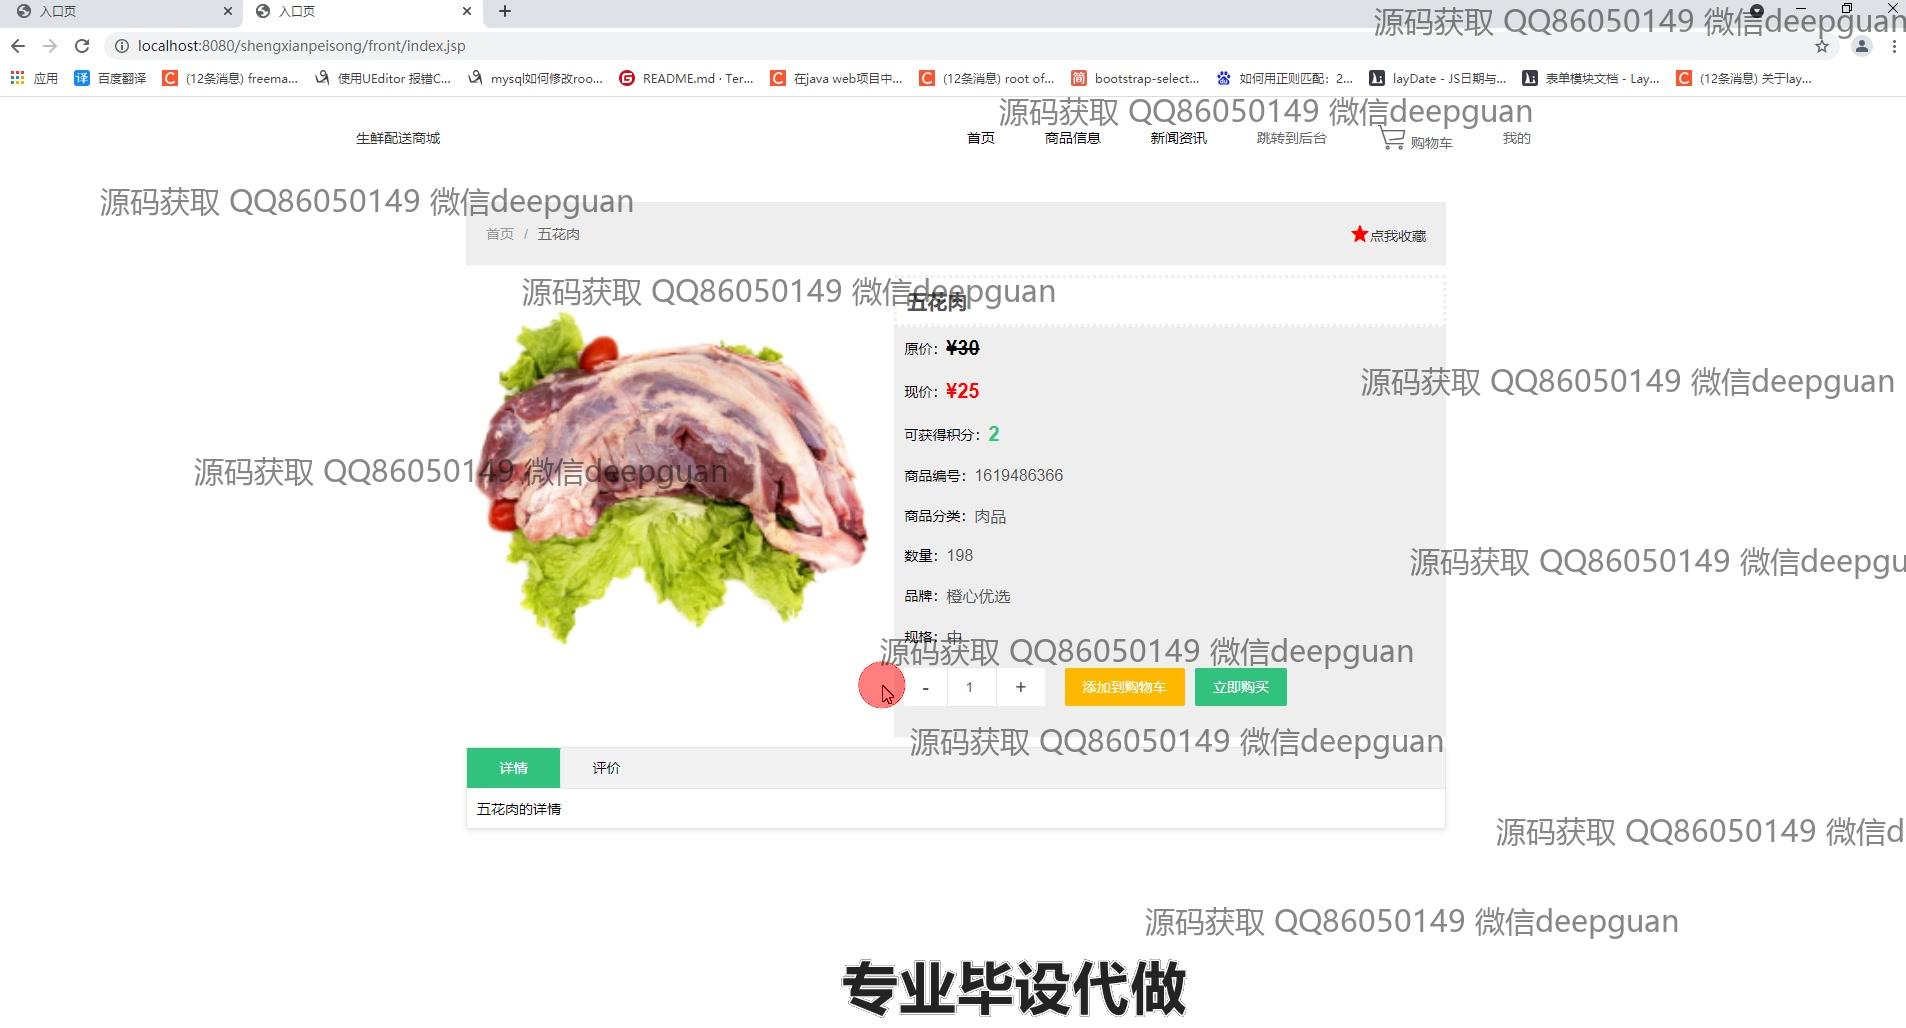 入口页
入口页
源码获取 QQ86050149 微信deepguan
localhost:8080/shengxianpeisong/front/index.jsp
应用
百度翻译
(12条消息) freema...
使用UEditor 报错C...
mysql如何修改roo...
README.md · Ter...
在java web项目中...
(12条消息) root of...
bootstrap-select...
如何用正则匹配：2...
layDate - JS日期与...
表单模块文档 - Lay...
(12条消息) 关于lay...
源码获取 QQ86050149 微信deepguan
生鲜配送商城
首页
商品信息
新闻资讯
跳转到后台
购物车
我的
源码获取 QQ86050149 微信deepguan
首页 / 五花肉
点我收藏
源码获取 QQ86050149 微信deepguan
五花肉
原价：¥30
现价：¥25
源码获取 QQ86050149 微信deepguan
可获得积分：2
源码获取 QQ86050149 微信deepguan
商品编号：1619486366
商品分类：肉品
数量：198
源码获取 QQ86050149 微信deepgu
品牌：橙心优选
规格：中
源码获取 QQ86050149 微信deepguan
- 1 +
添加到购物车
立即购买
源码获取 QQ86050149 微信deepguan
详情
评价
五花肉的详情
源码获取 QQ86050149 微信d
源码获取 QQ86050149 微信deepguan
专业毕设代做